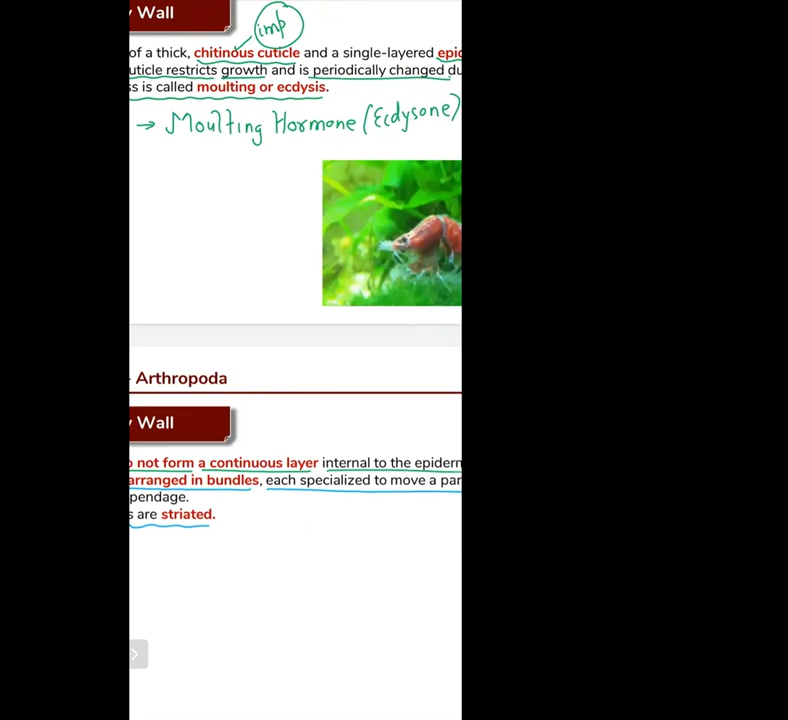 Wall
imp
of a thick, chitinous cuticle and a single-layered
restricts growth and is periodically changed
is called moulting or ecdysis.
→ Moulting Hormone (Ecdysone)
Arthropoda
Wall
not form a continuous layer internal to the
arranged in bundles, each specialized to move a
are striated.